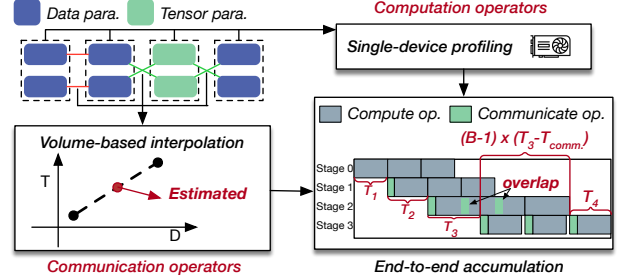 Data para.
Tensor para.
Computation operators
Single-device profiling
Volume-based interpolation
T
Estimated
D
Communication operators
Compute op.
Communicate op.
(B-1) x (T3-Tcomm.)
Stage 0
Stage 1
Stage 2
Stage 3
T1
T2
T3
overlap
T4
End-to-end accumulation